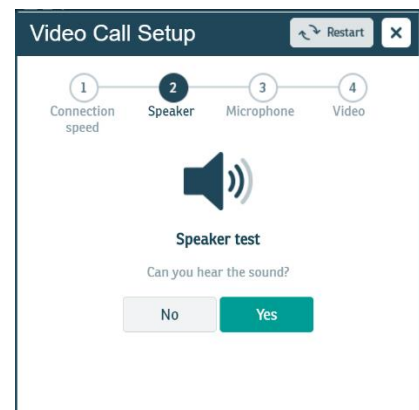 Video Call Setup
Restart
1
2
3
4
Connection
speed
Speaker
Microphone
Video
Speaker test
Can you hear the sound?
No
Yes